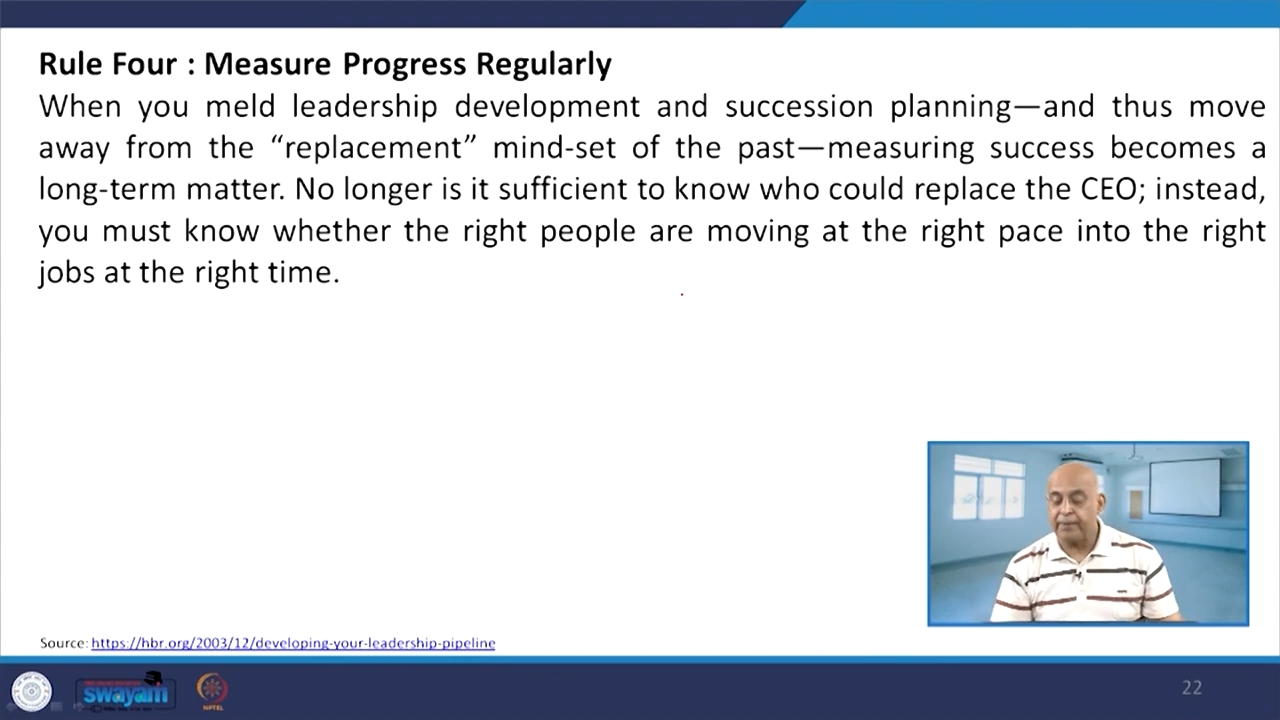 Rule Four : Measure Progress Regularly
When you meld leadership development and succession planning—and thus move
away from the “replacement” mind-set of the past—measuring success becomes a
long-term matter. No longer is it sufficient to know who could replace the CEO; instead,
you must know whether the right people are moving at the right pace into the right
jobs at the right time.
Source: https://hbr.org/2003/12/developing-your-leadership-pipeline
swayam
NPTEL
22